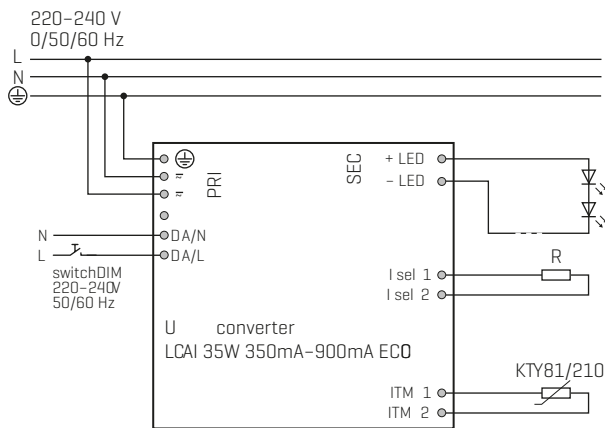 220–240 V
0/50/60 Hz
L
N
PRI
SEC
+ LED
– LED
N
DA/N
L
DA/L
switchDIM
220–240V
50/60 Hz
I sel 1
I sel 2
R
U converter
LCAI 35W 350mA–900mA ECO
KTY81/210
ITM 1
ITM 2